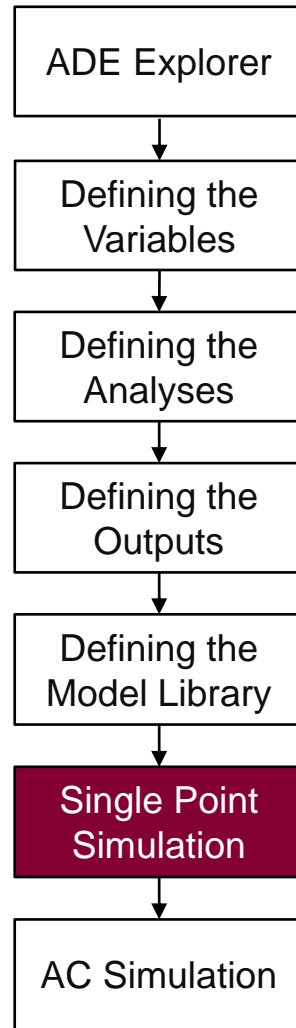 ADE Explorer
Defining the
Variables
Defining the
Analyses
Defining the
Outputs
Defining the
Model Library
Single Point
Simulation
AC Simulation